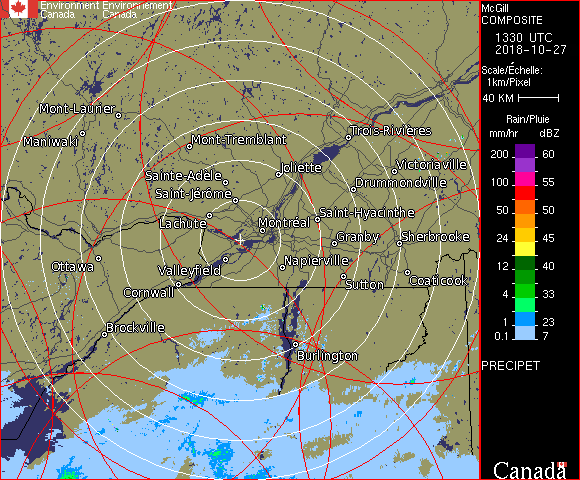 Environment Environnement
Canada Canada
McGill
COMPOSITE
1330 UTC
2018-10-27
Scale/Échelle:
1km/Pixel
40 KM
Rain/Pluie
mm/hr dBZ
200 60
100 55
50 50
24 45
12 40
4 33
1 23
0.1 7
PRECIPET
Canada
Mont-Laurier
Maniwaki
Mont-Tremblant
Trois-Rivières
Sainte-Adèle
Joliette
Victoriaville
Saint-Jérôme
Drummondville
Lachute
Montréal
Saint-Hyacinthe
Granby
Sherbrooke
Ottawa
Valleyfield
Napierville
Cornwall
Sutton
Coaticook
Brockville
Burlington